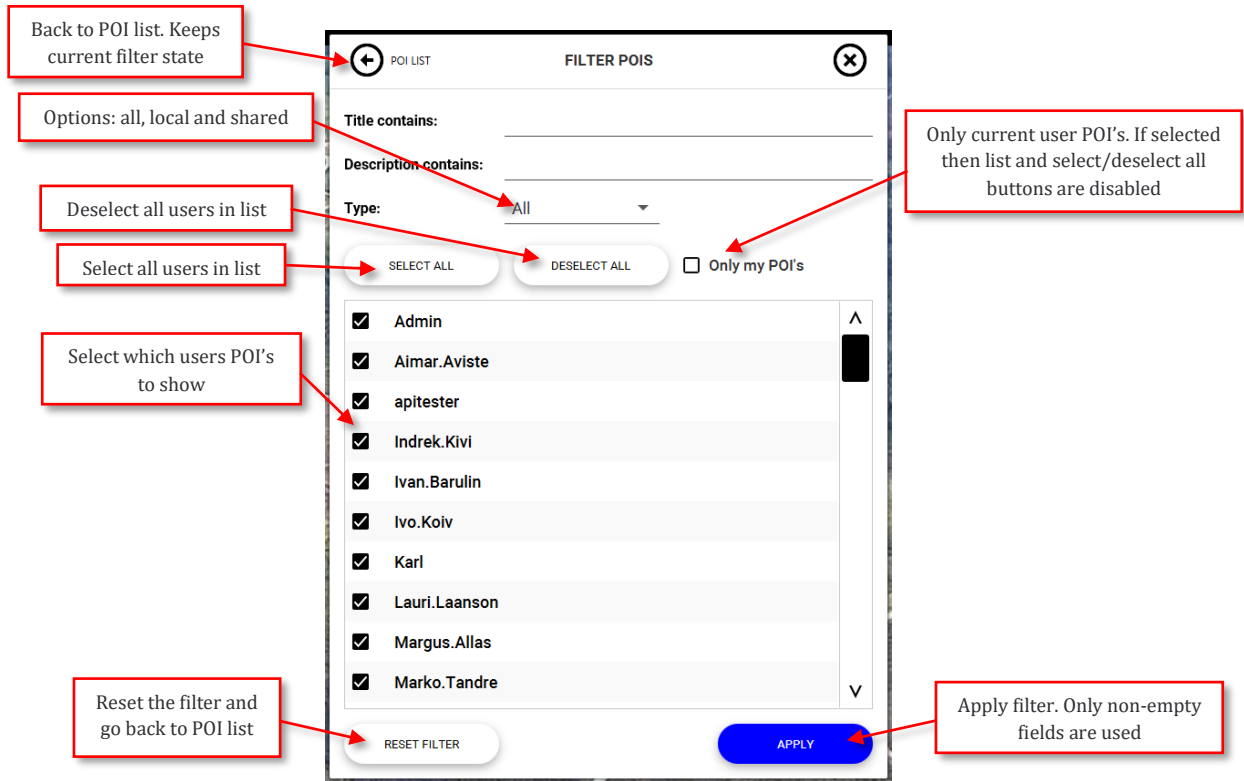 Back to POI list. Keeps
current filter state
POI LIST
FILTER POIS
Options: all, local and shared
Title contains:
Only current user POI’s. If selected
then list and select/deselect all
buttons are disabled
Description contains:
Deselect all users in list
Type:
All
Select all users in list
SELECT ALL
DESELECT ALL
Only my POI's
Admin
Select which users POI’s
to show
Aimar.Aviste
apitester
Indrek.Kivi
Ivan.Barulin
Ivo.Koiv
Karl
Lauri.Laanson
Margus.Allas
Marko.Tandre
Reset the filter and
go back to POI list
Apply filter. Only non-empty
fields are used
RESET FILTER
APPLY